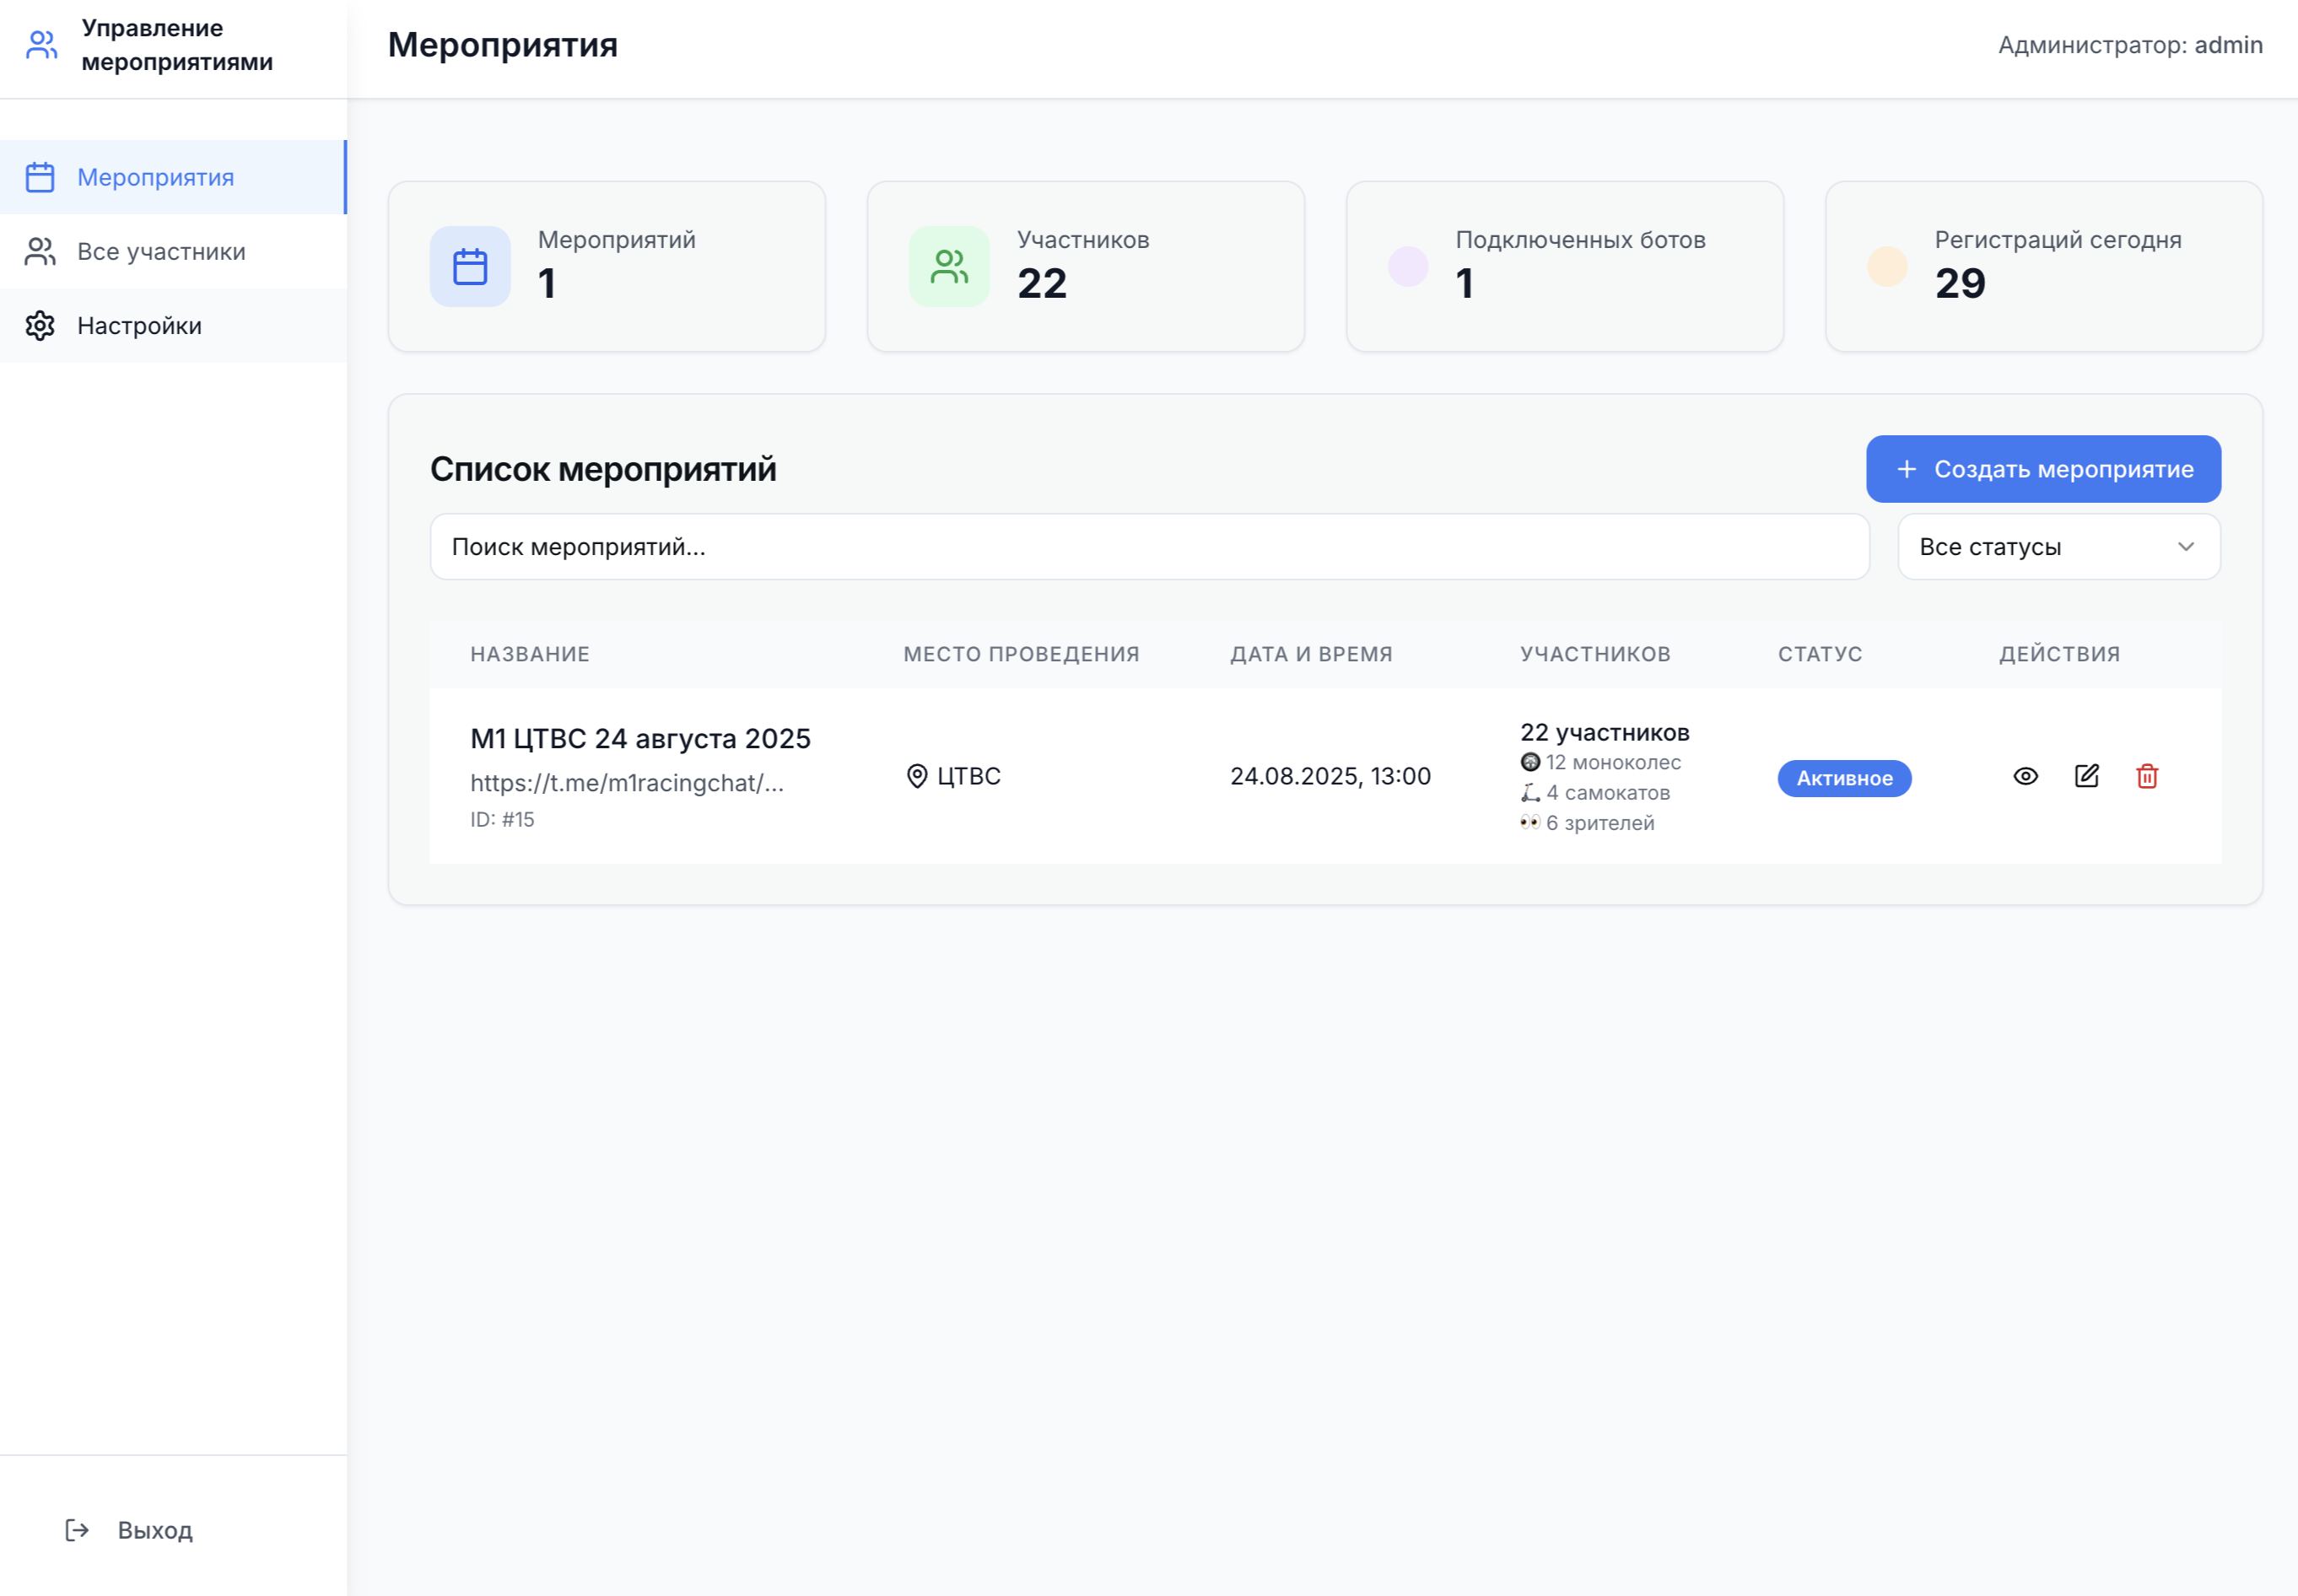 Управление
мероприятиями
Мероприятия
Администратор: admin
Мероприятия
Все участники
Настройки
Мероприятий
1
Участников
22
Подключенных ботов
1
Регистраций сегодня
29
Список мероприятий
Создать мероприятие
Поиск мероприятий...
Все статусы
НАЗВАНИЕ МЕСТО ПРОВЕДЕНИЯ ДАТА И ВРЕМЯ УЧАСТНИКОВ СТАТУС ДЕЙСТВИЯ
М1 ЦТВС 24 августа 2025
https://t.me/m1racingchat/...
ID: #15
ЦТВС
24.08.2025, 13:00
22 участников
12 моноколес
4 самокатов
6 зрителей
Активное
Выход